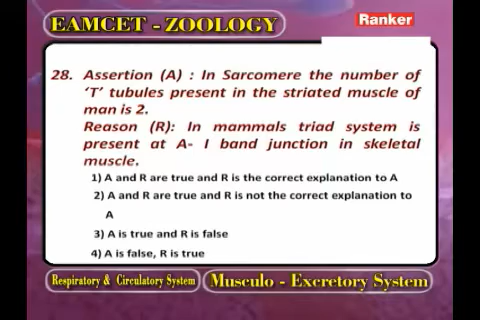 EAMCET - ZOOLOGY
Ranker
28. Assertion (A) : In Sarcomere the number of
'T' tubules present in the striated muscle of
man is 2.
Reason (R): In mammals triad system is
present at A- I band junction in skeletal
muscle.
1) A and R are true and R is the correct explanation to A
2) A and R are true and R is not the correct explanation to
A
3) A is true and R is false
4) A is false, R is true
Respiratory & Circulatory System
Musculo - Excretory System